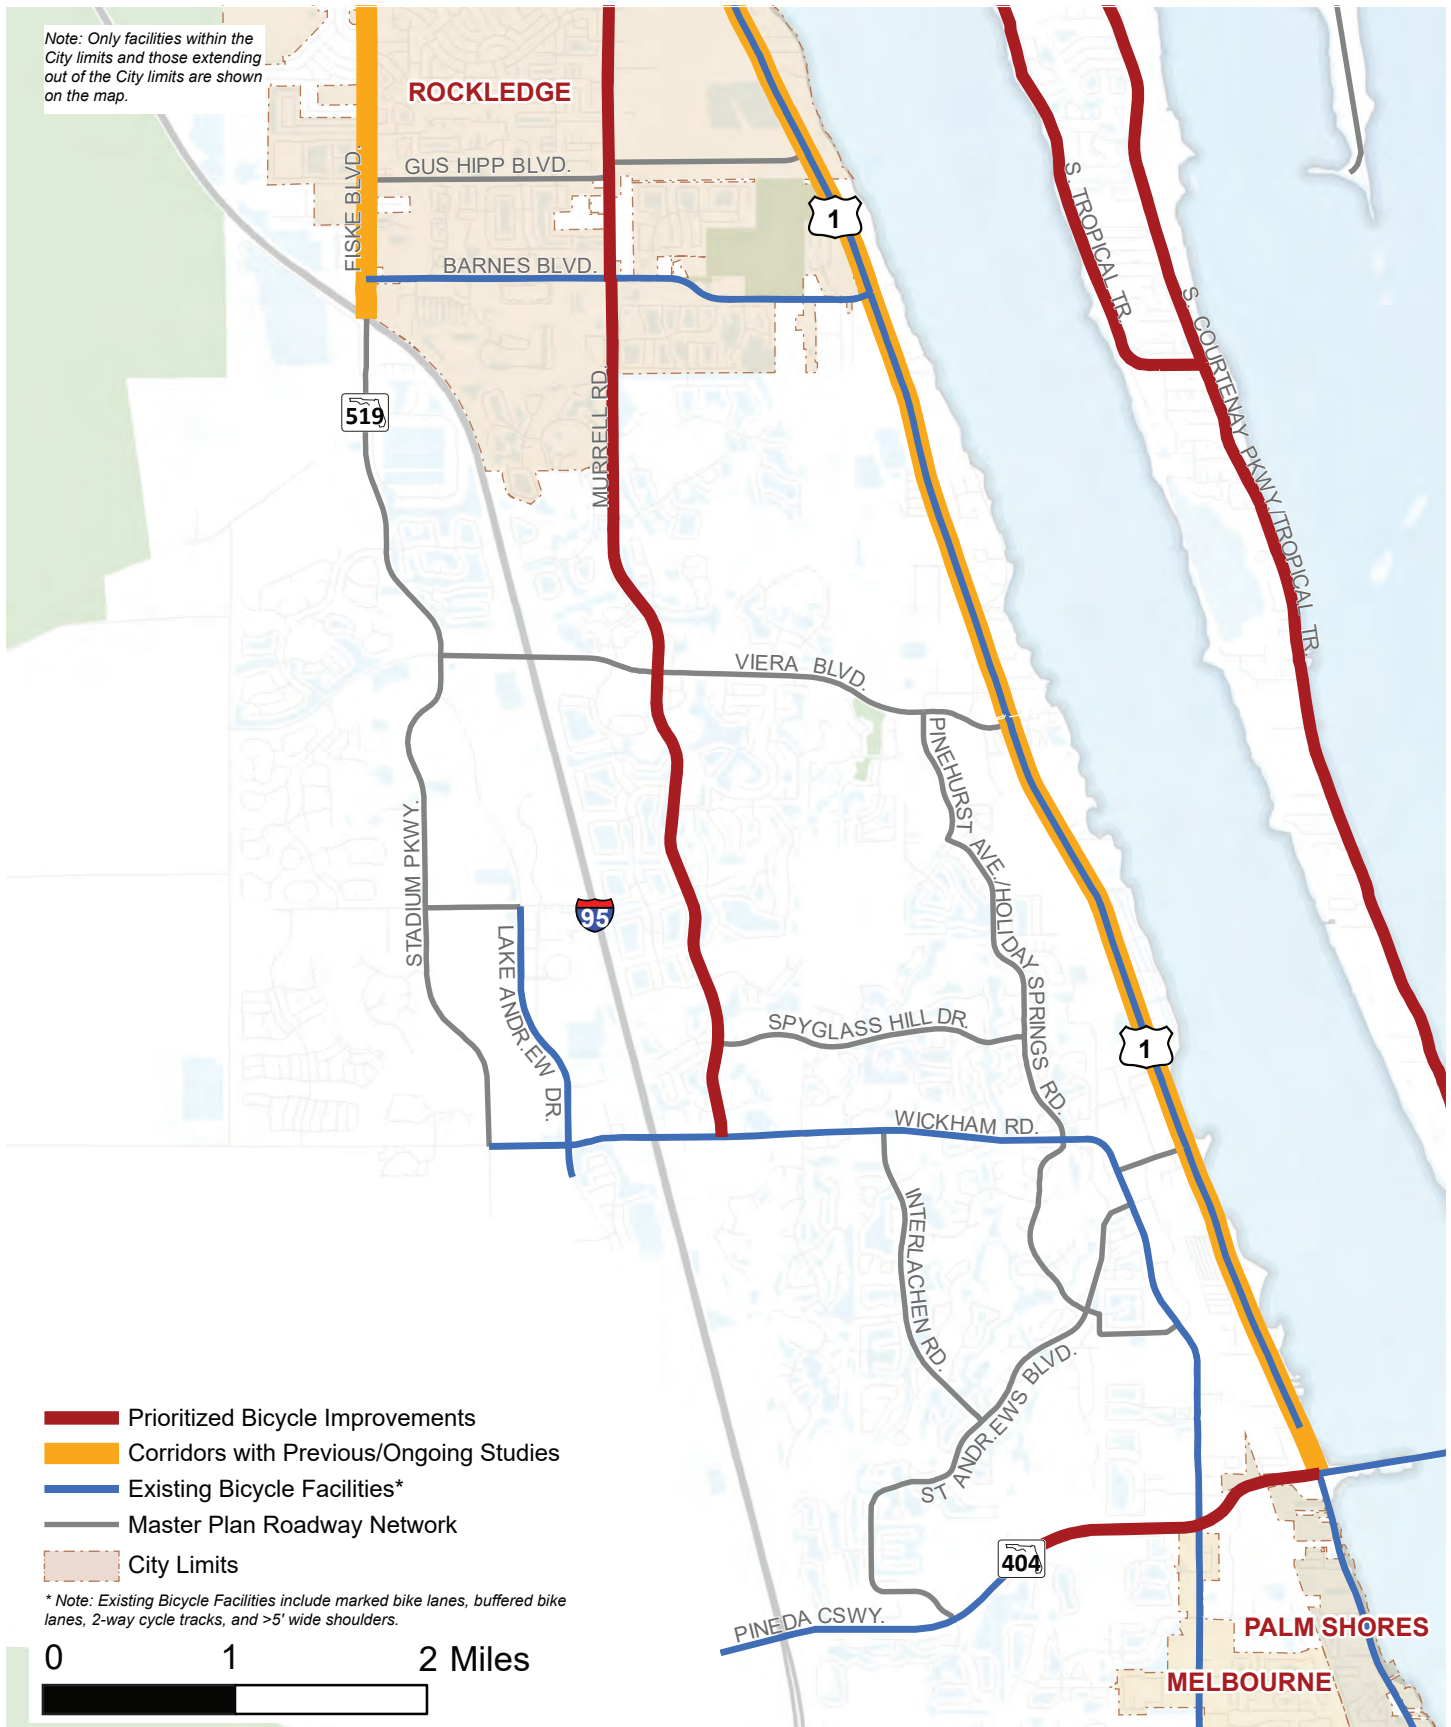 Note: Only facilities within the
City limits and those extending
out of the City limits are shown
on the map.
ROCKLEDGE
FISKE BLVD.
GUS HIPP BLVD.
1
BARNES BLVD.
S. TROPICAL TR.
S. COURTENAY PKWY./TROPICAL TR.
519
MURRELL RD.
VIERA BLVD.
PINEHURST AVE./HOLIDAY SPRINGS RD.
STADIUM PKWY.
95
LAKE ANDR.EW DR.
SPYGLASS HILL DR.
1
WICKHAM RD.
INTERLACHEN RD.
ST ANDR.EWS BLVD.
404
PINEDA CSWY.
PALM SHORES
MELBOURNE
Prioritized Bicycle Improvements
Corridors with Previous/Ongoing Studies
Existing Bicycle Facilities*
Master Plan Roadway Network
City Limits
* Note: Existing Bicycle Facilities include marked bike lanes, buffered bike
lanes, 2-way cycle tracks, and >5' wide shoulders.
0 1 2 Miles